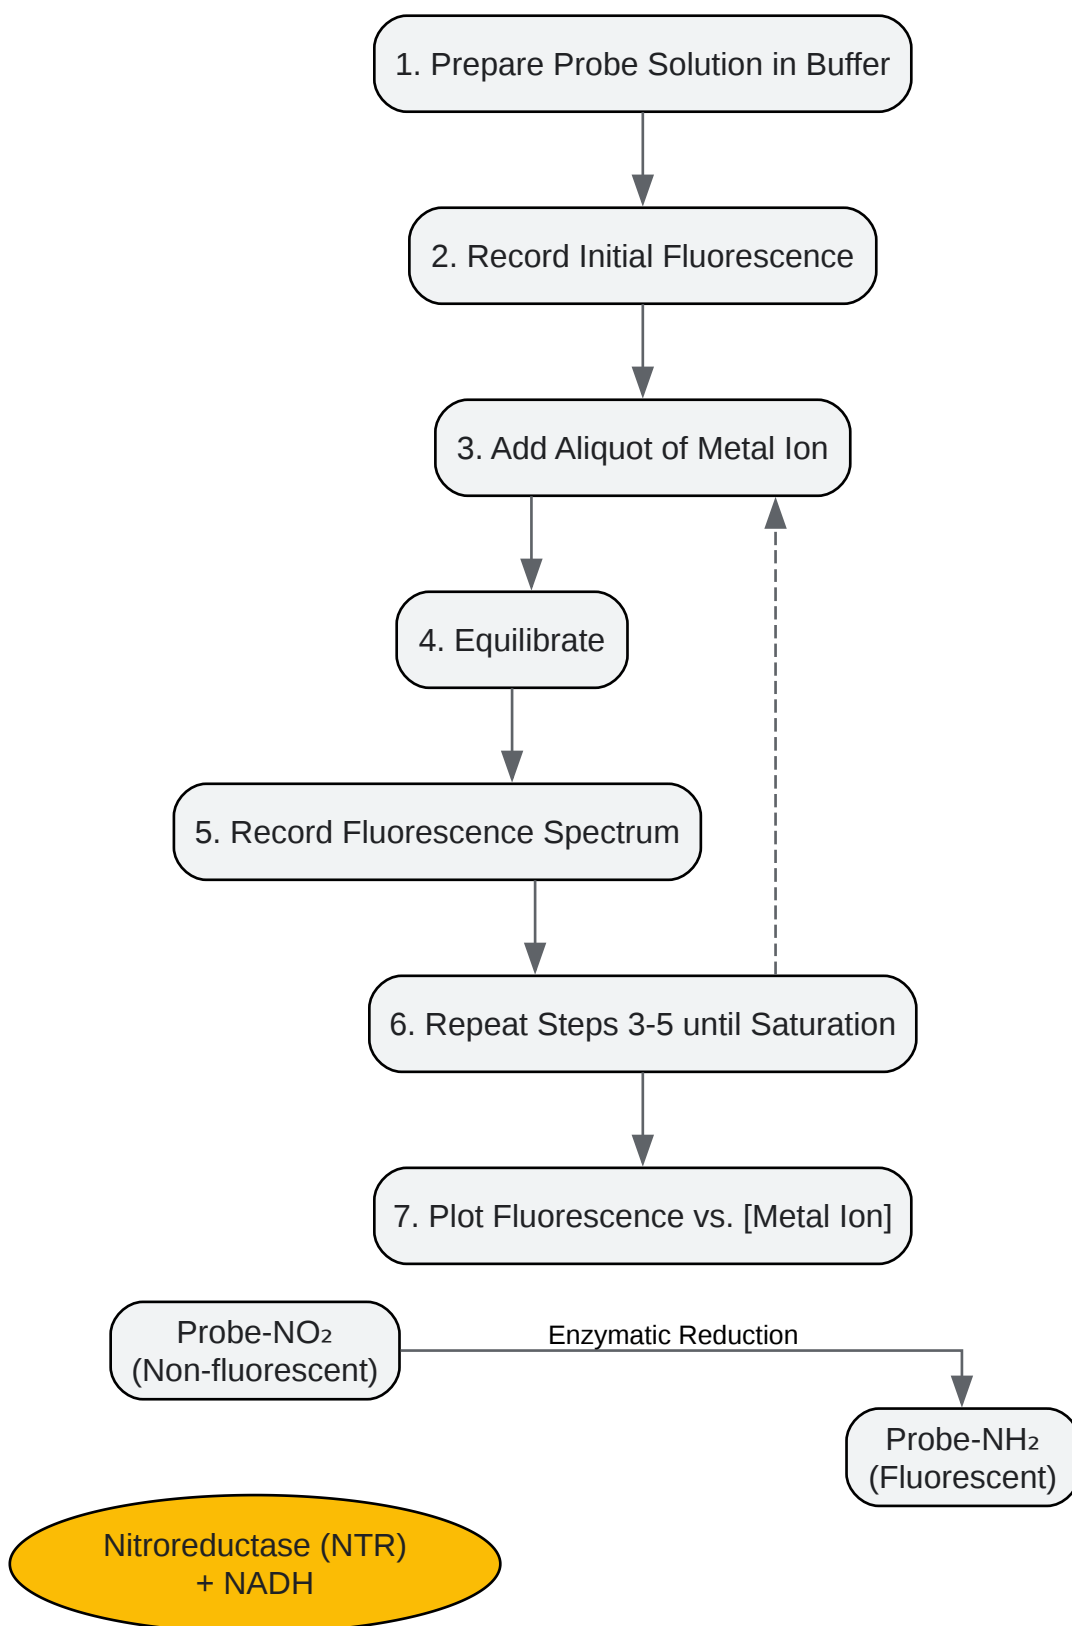 1. Prepare Probe Solution in Buffer
2. Record Initial Fluorescence
3. Add Aliquot of Metal Ion
4. Equilibrate
5. Record Fluorescence Spectrum
6. Repeat Steps 3-5 until Saturation
7. Plot Fluorescence vs. [Metal Ion]
Probe-NO₂
(Non-fluorescent)
Enzymatic Reduction
Probe-NH₂
(Fluorescent)
Nitroreductase (NTR)
+ NADH